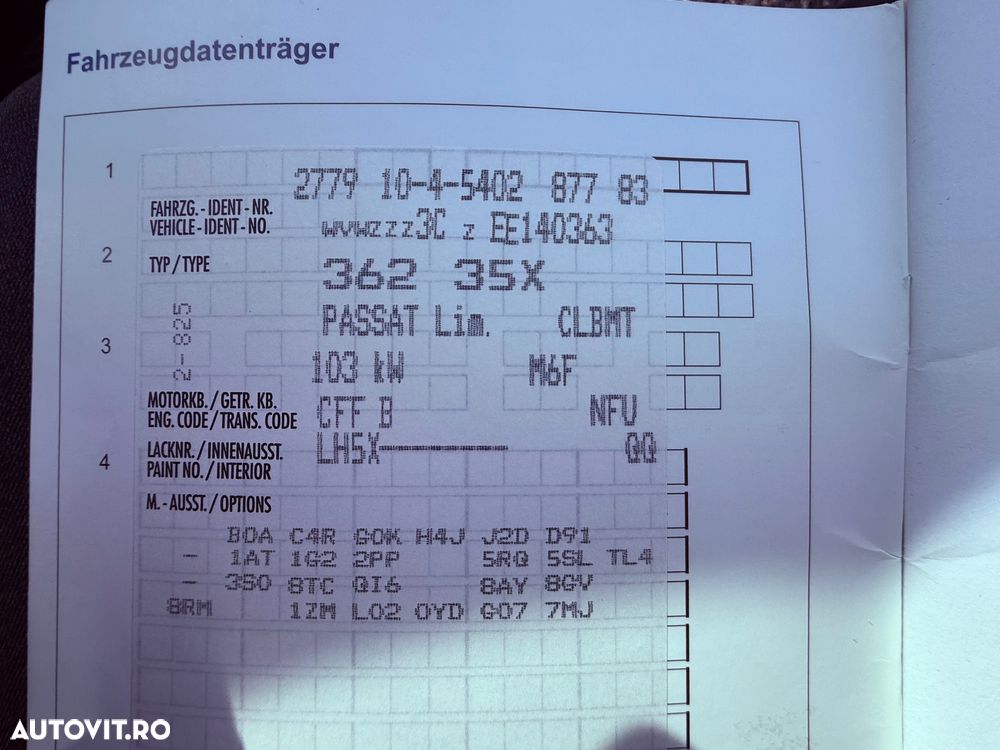 Fahrzeugdatenträger
1
2779 10-4-5402 877 83
FAHRZG.-IDENT-NR.
VEHICLE-IDENT-NO.
WVWZZZ3C Z EE140363
2
TYP/TYPE
362 35X
2-825
PASSAT Lim. CLBMT
3
103 kW M6F
MOTORKB./GETR. KB.
ENG. CODE/TRANS. CODE
CFF B NFU
4
LACKNR./INNENAUSST.
PAINT NO./INTERIOR
LH5X QQ
M.-AUSST./OPTIONS
B0A C4R G0K H4J J2D D91
- 1AT 1G2 2PP 5RQ 5SL TL4
- 3S0 8TC QI6 8AY 8GV
8RM 1ZM L02 0YD G07 7MJ
AUTOVIT.RO